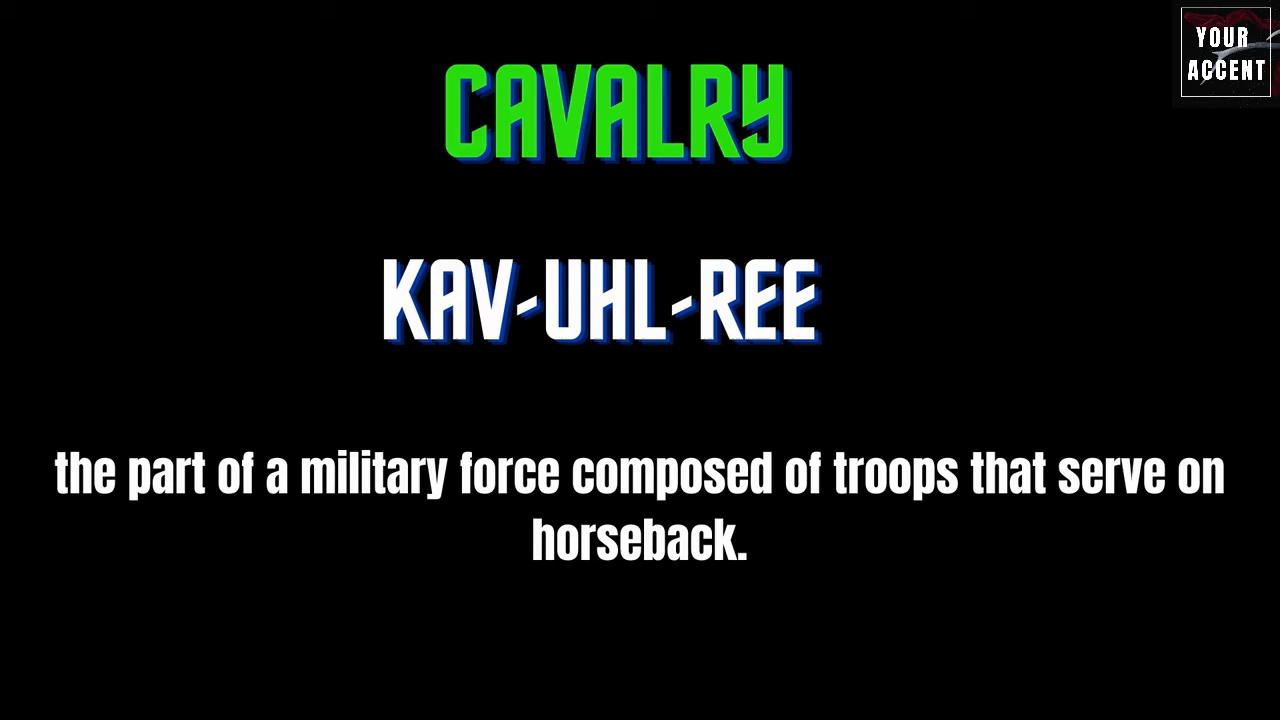 YOUR
ACCENT
CAVALRY
KAV-UHL-REE
the part of a military force composed of troops that serve on
horseback.